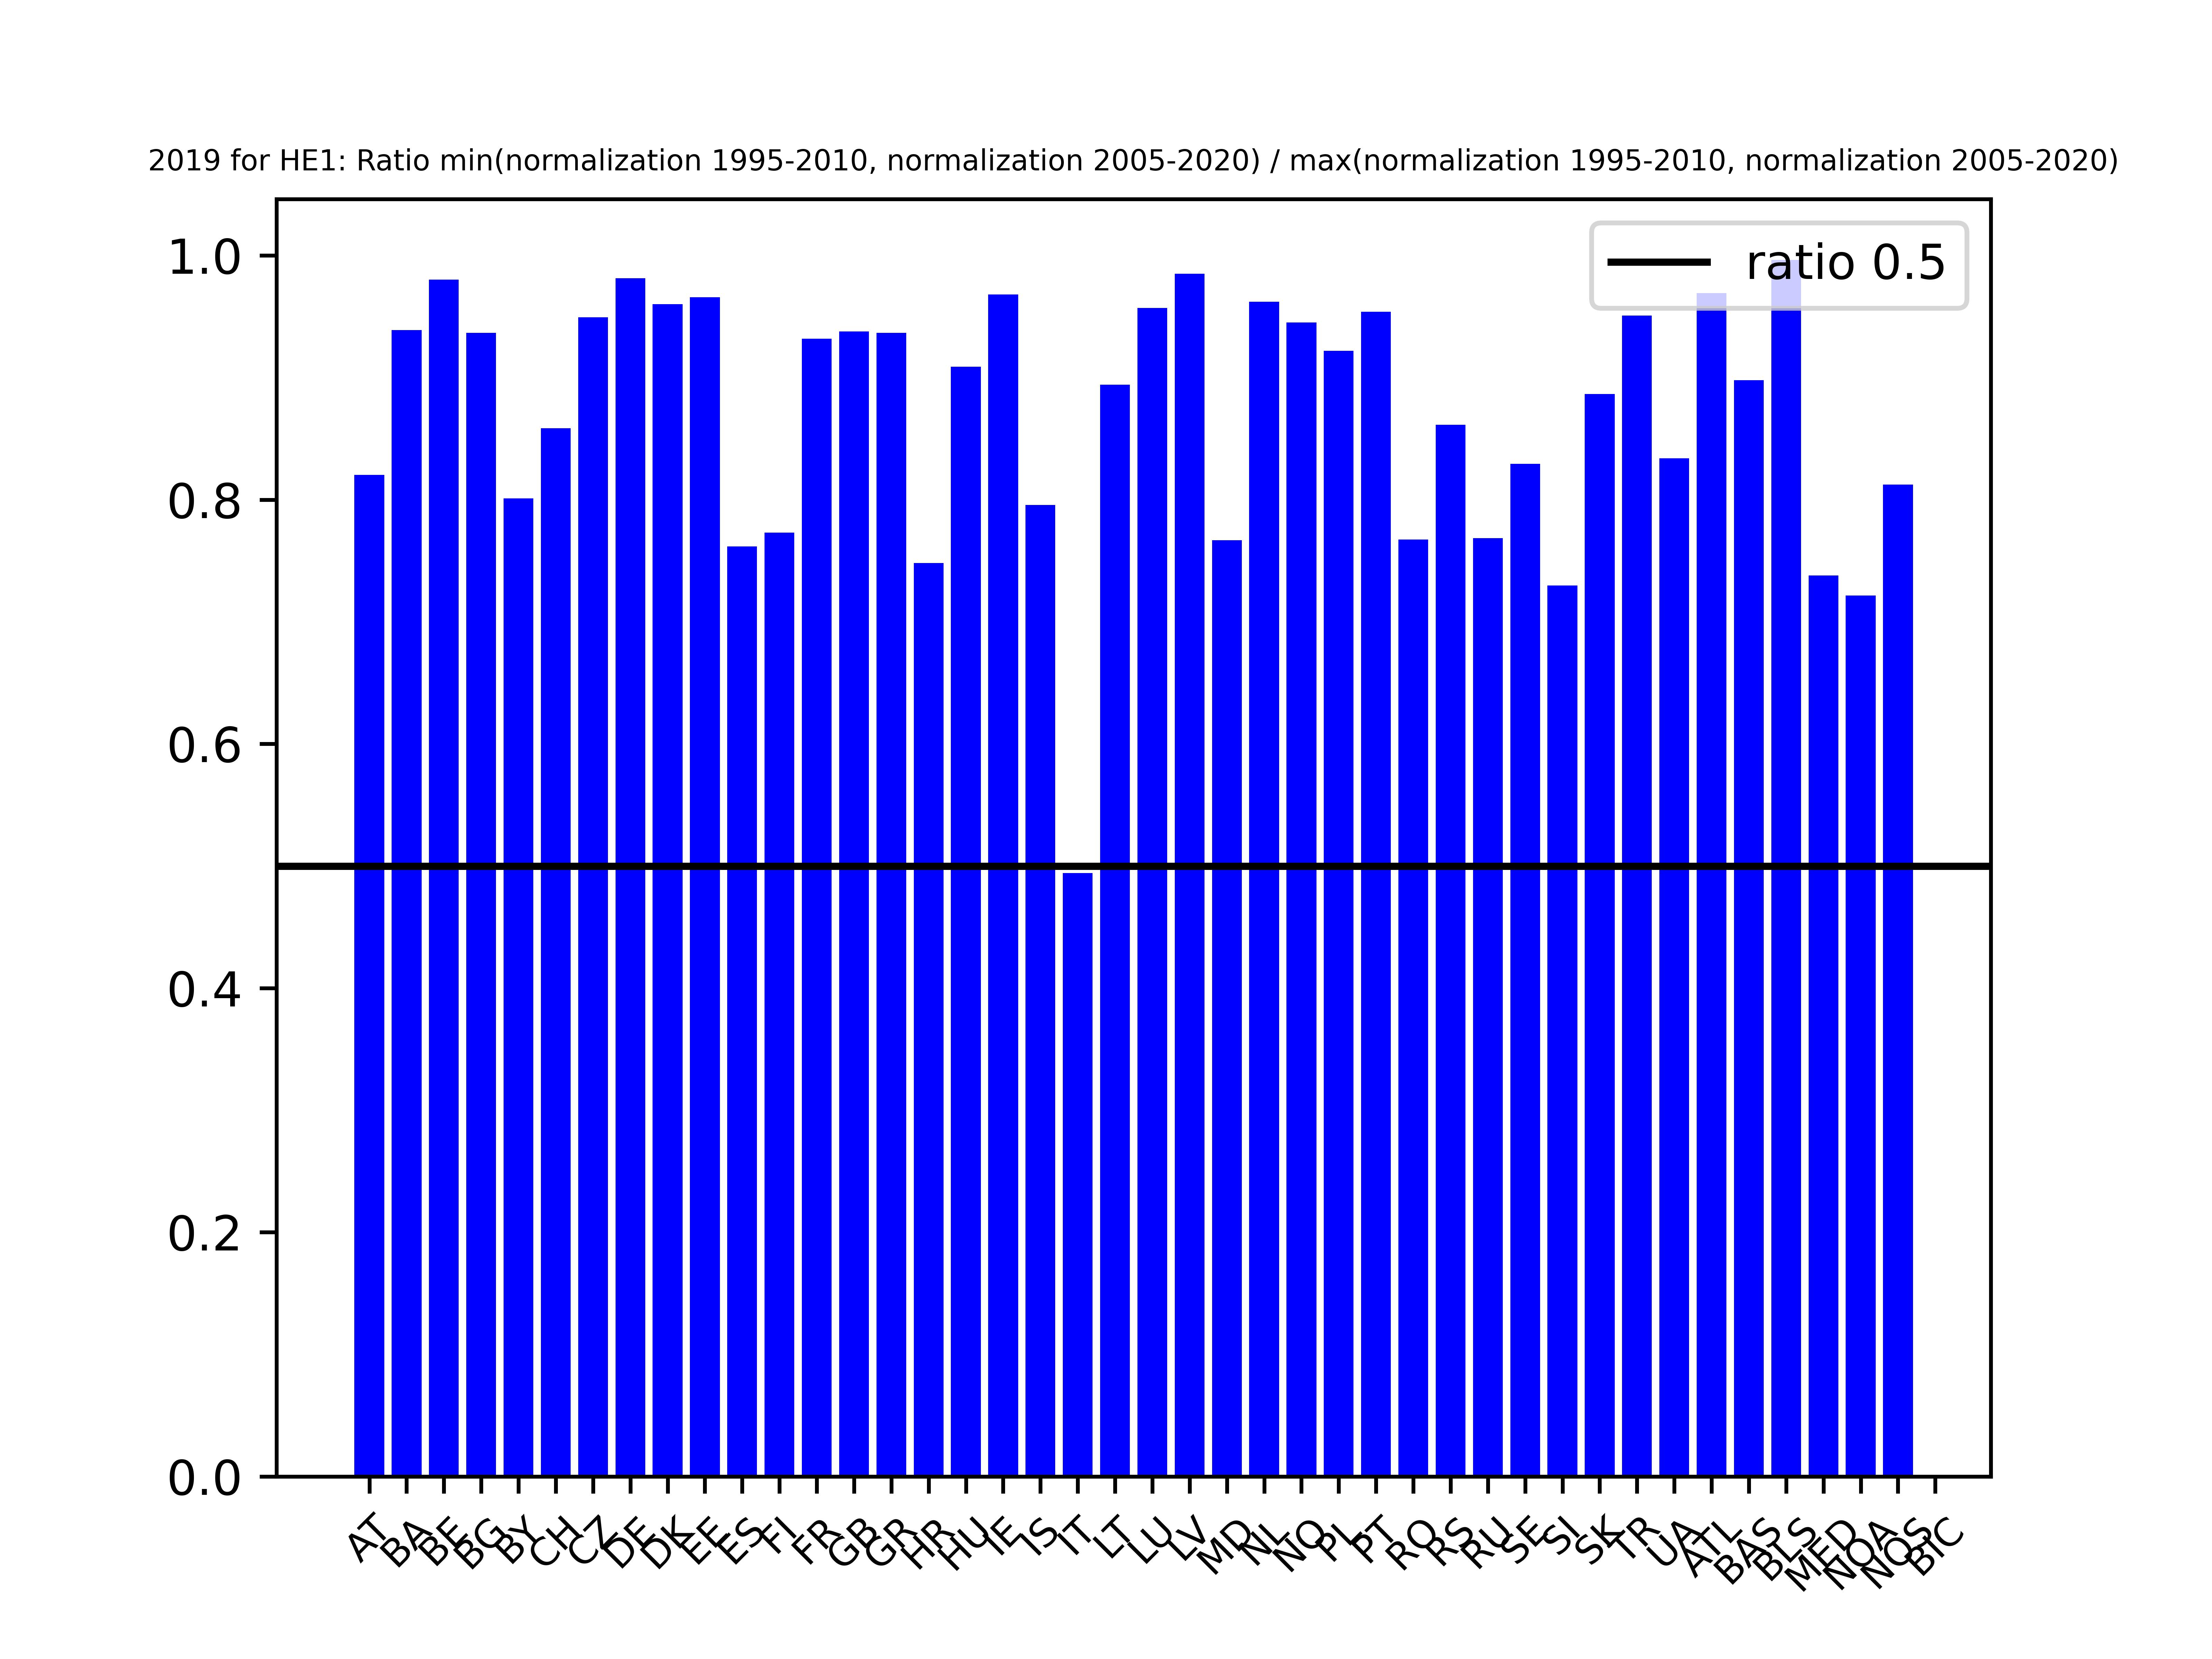 2019 for HE1: Ratio min(normalization 1995-2010, normalization 2005-2020) / max(normalization 1995-2010, normalization 2005-2020)
ratio 0.5
1.0
0.8
0.6
0.4
0.2
0.0
AT BA BE BG BY CH CZ DE DK EE ES FI FR GB GR HR HU IE IS IT LT LU LV MD NL NO PL PT RO RS RU SE SI SK TR UA ATL BAS BLS MED NOA NOS BIC